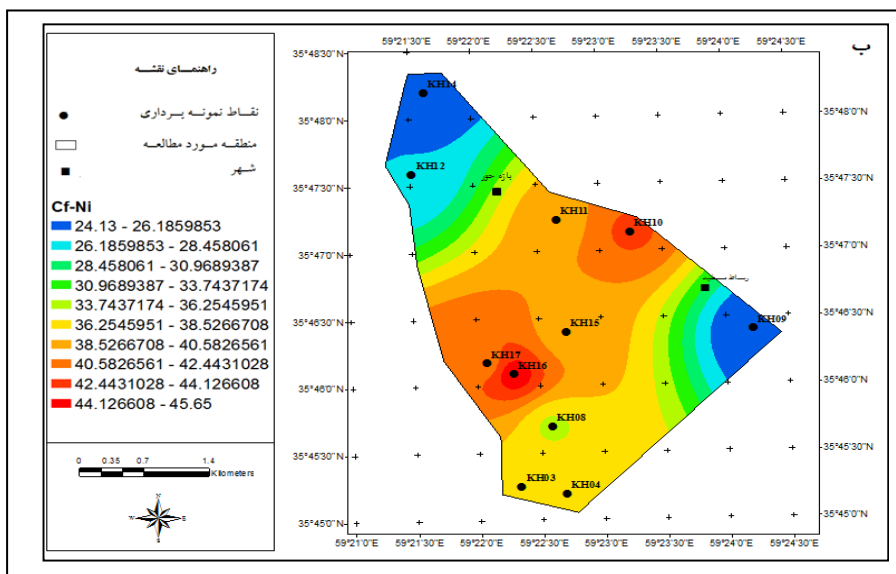 ب
راهنمای نقشه
نقاط نمونه برداری
منطقه مورد مطالعه
شهر
Cf-Ni
24.13 - 26.1859853
26.1859853 - 28.458061
28.458061 - 30.9689387
30.9689387 - 33.7437174
33.7437174 - 36.2545951
36.2545951 - 38.5266708
38.5266708 - 40.5826561
40.5826561 - 42.4431028
42.4431028 - 44.126608
44.126608 - 45.65
0 0.35 0.7 1.4
Kilometers
N
W E
S
59°21'30"E 59°22'0"E 59°22'30"E 59°23'0"E 59°23'30"E 59°24'0"E 59°24'30"E
35°48'30"N
35°48'0"N
35°47'30"N
35°47'0"N
35°46'30"N
35°46'0"N
35°45'30"N
35°45'0"N
KH14
KH12
بازه حور
KH11
KH10
رباط سفید
KH09
KH15
KH17
KH16
KH08
KH03
KH04
35°48'0"N
35°47'30"N
35°47'0"N
35°46'30"N
35°46'0"N
35°45'30"N
35°45'0"N
59°21'0"E 59°21'30"E 59°22'0"E 59°22'30"E 59°23'0"E 59°23'30"E 59°24'0"E 59°24'30"E